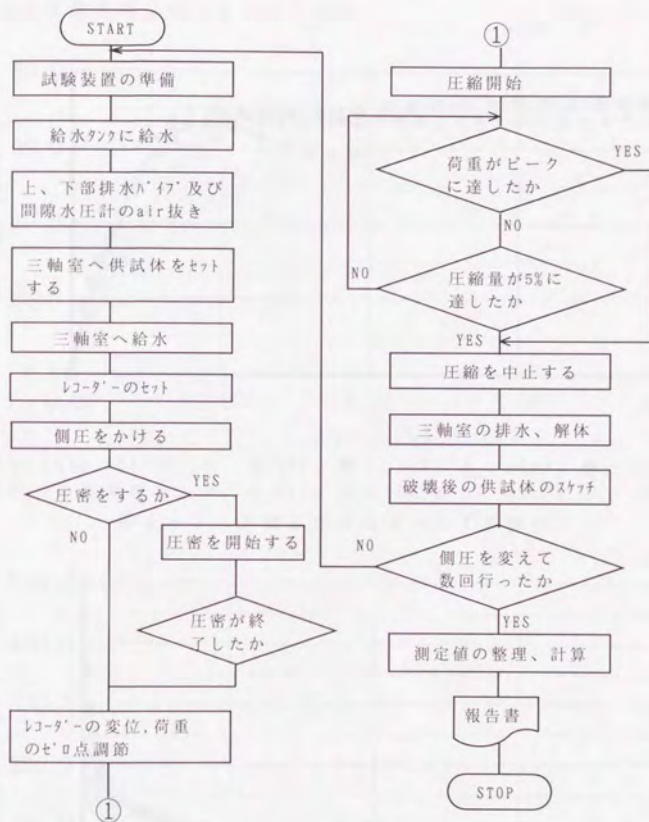 START
試験装置の準備
給水ﾀﾝｸに給水
上、下部排水ﾊﾟｲﾌﾟ及び
間隙水圧計のair抜き
三軸室へ供試体をｾｯﾄ
する
三軸室へ給水
ﾚｺｰﾀﾞｰのｾｯﾄ
側圧をかける
圧密をするか
YES
NO
圧密を開始する
圧密が終
了したか
ﾚｺｰﾀﾞｰの変位,荷重
のｾﾞﾛ点調節
①
①
圧縮開始
荷重がピーク
に達したか
YES
NO
圧縮量が5%に
達したか
NO
YES
圧縮を中止する
三軸室の排水、解体
破壊後の供試体のｽｹｯﾁ
側圧を変えて
数回行ったか
NO
YES
測定値の整理、計算
報告書
STOP